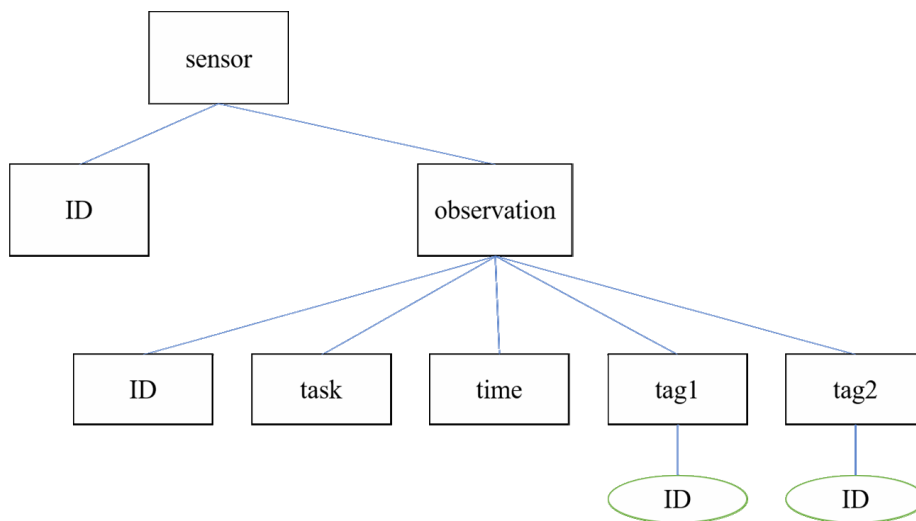 sensor
ID
observation
ID
task
time
tag1
tag2
ID
ID